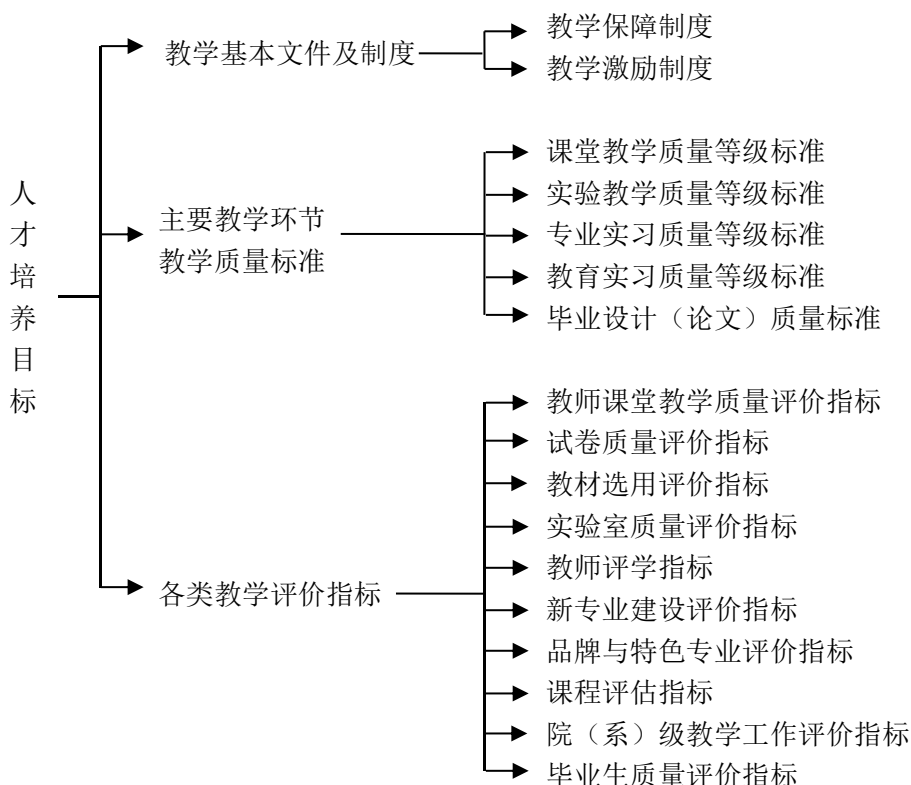 人才培养目标
教学基本文件及制度
教学保障制度
教学激励制度
主要教学环节
教学质量标准
课堂教学质量等级标准
实验教学质量等级标准
专业实习质量等级标准
教育实习质量等级标准
毕业设计（论文）质量标准
各类教学评价指标
教师课堂教学质量评价指标
试卷质量评价指标
教材选用评价指标
实验室质量评价指标
教师评学指标
新专业建设评价指标
品牌与特色专业评价指标
课程评估指标
院（系）级教学工作评价指标
毕业生质量评价指标